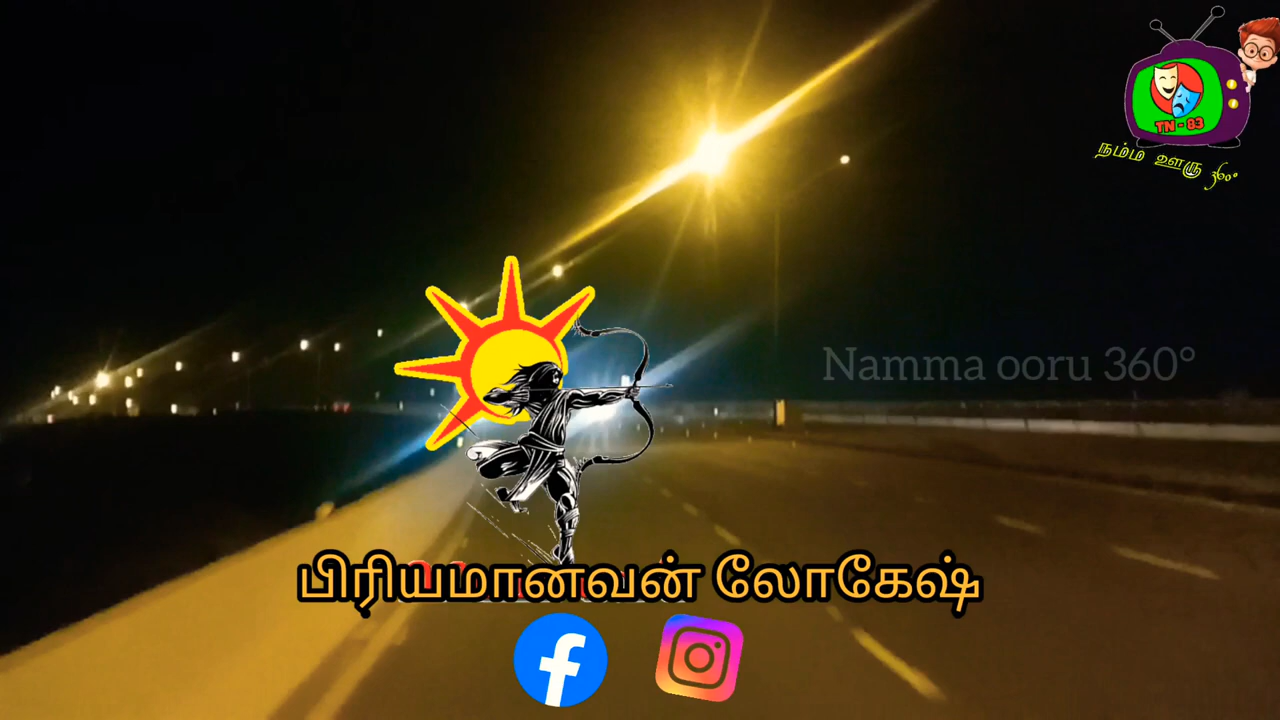 TN - 83
நம்ம ஊரு 360°
Namma ooru 360°
பிரியமானவன் லோகேஷ்